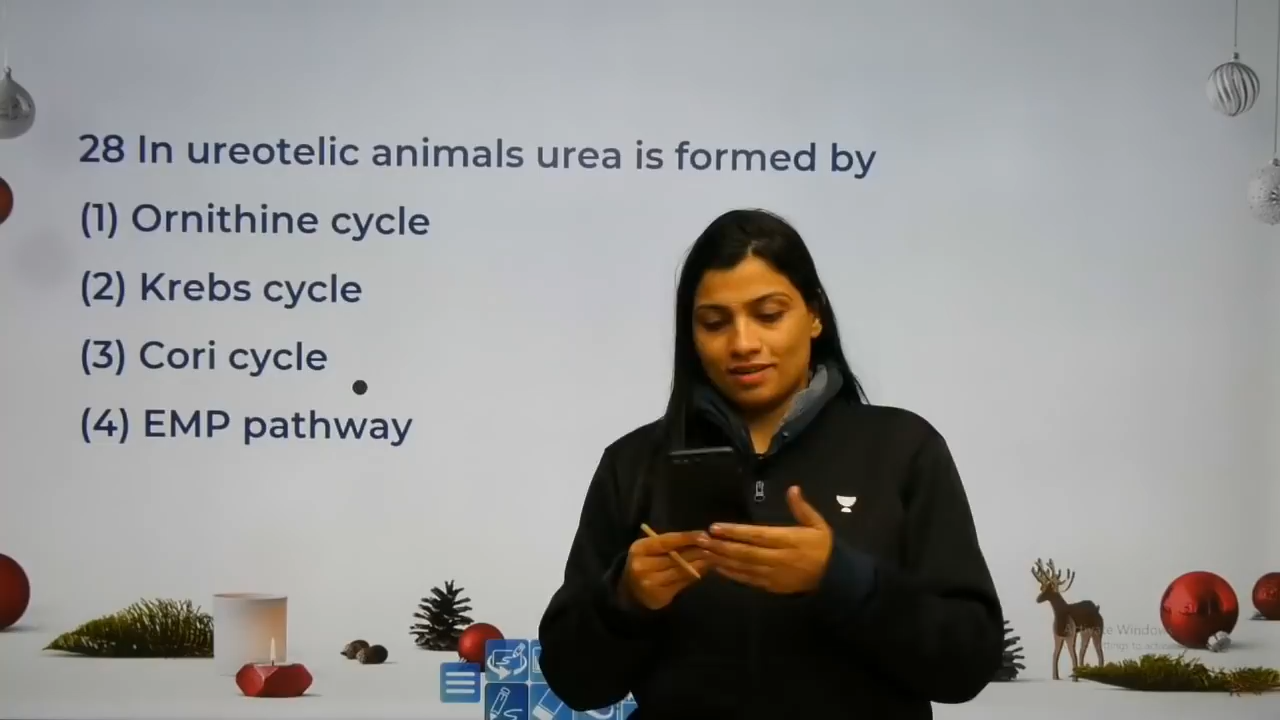 28 In ureotelic animals urea is formed by
(1) Ornithine cycle
(2) Krebs cycle
(3) Cori cycle
(4) EMP pathway